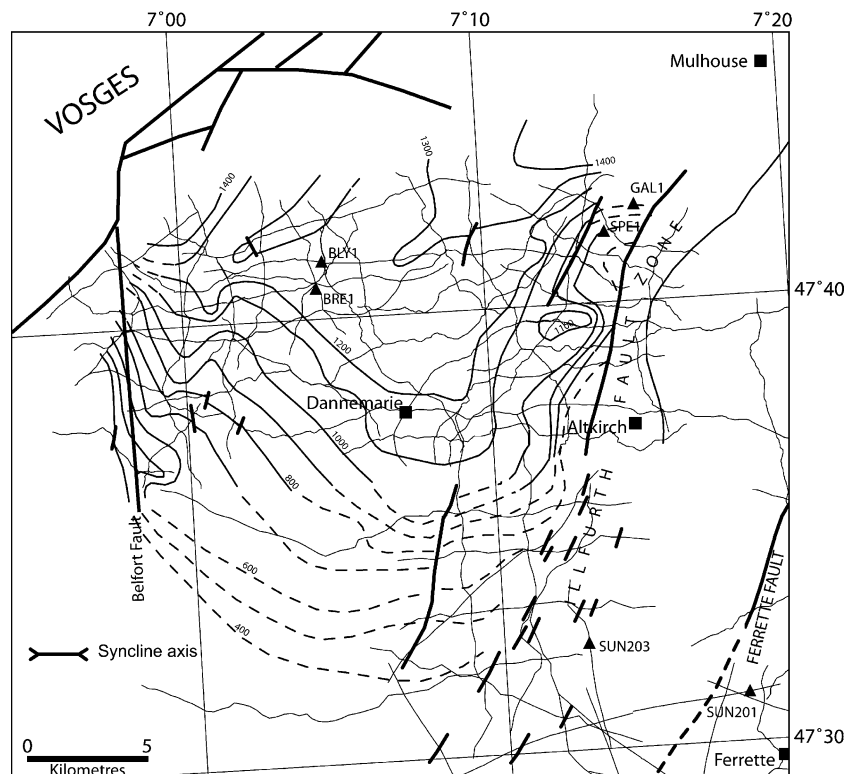 7°00
7°10
7°20
Mulhouse
VOSGES
1300
1400
1400
GAL1
SPE1
BLY1
BRE1
47°40
1100
1200
Dannemarie
Altkirch
1000
800
ILLFURTH FAULT ZONE
Belfort Fault
600
400
FERRETTE FAULT
Syncline axis
SUN203
SUN201
47°30
0 5
Kilometres
Ferrette